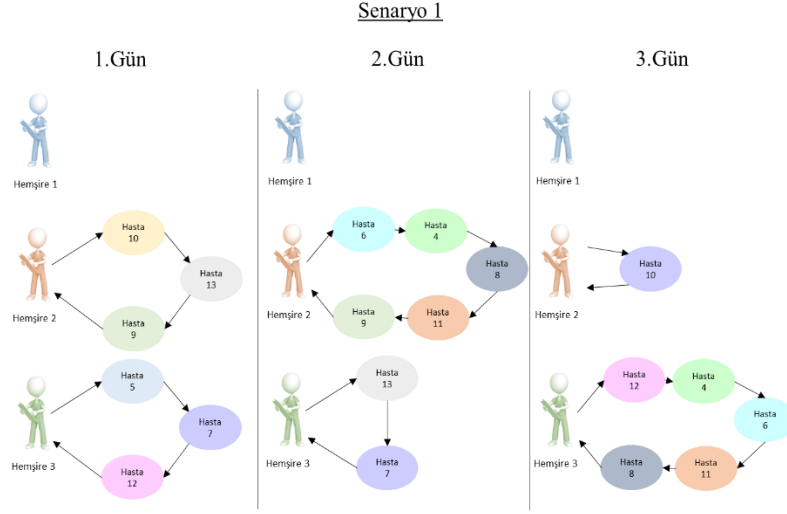 Senaryo 1
1.Gün
2.Gün
3.Gün
Hemşire 1
Hemşire 2
Hasta
10
Hasta
13
Hasta
9
Hemşire 3
Hasta
5
Hasta
7
Hasta
12
Hemşire 1
Hemşire 2
Hasta
6
Hasta
4
Hasta
8
Hasta
11
Hasta
9
Hemşire 3
Hasta
13
Hasta
7
Hemşire 1
Hemşire 2
Hasta
10
Hemşire 3
Hasta
12
Hasta
4
Hasta
6
Hasta
11
Hasta
8